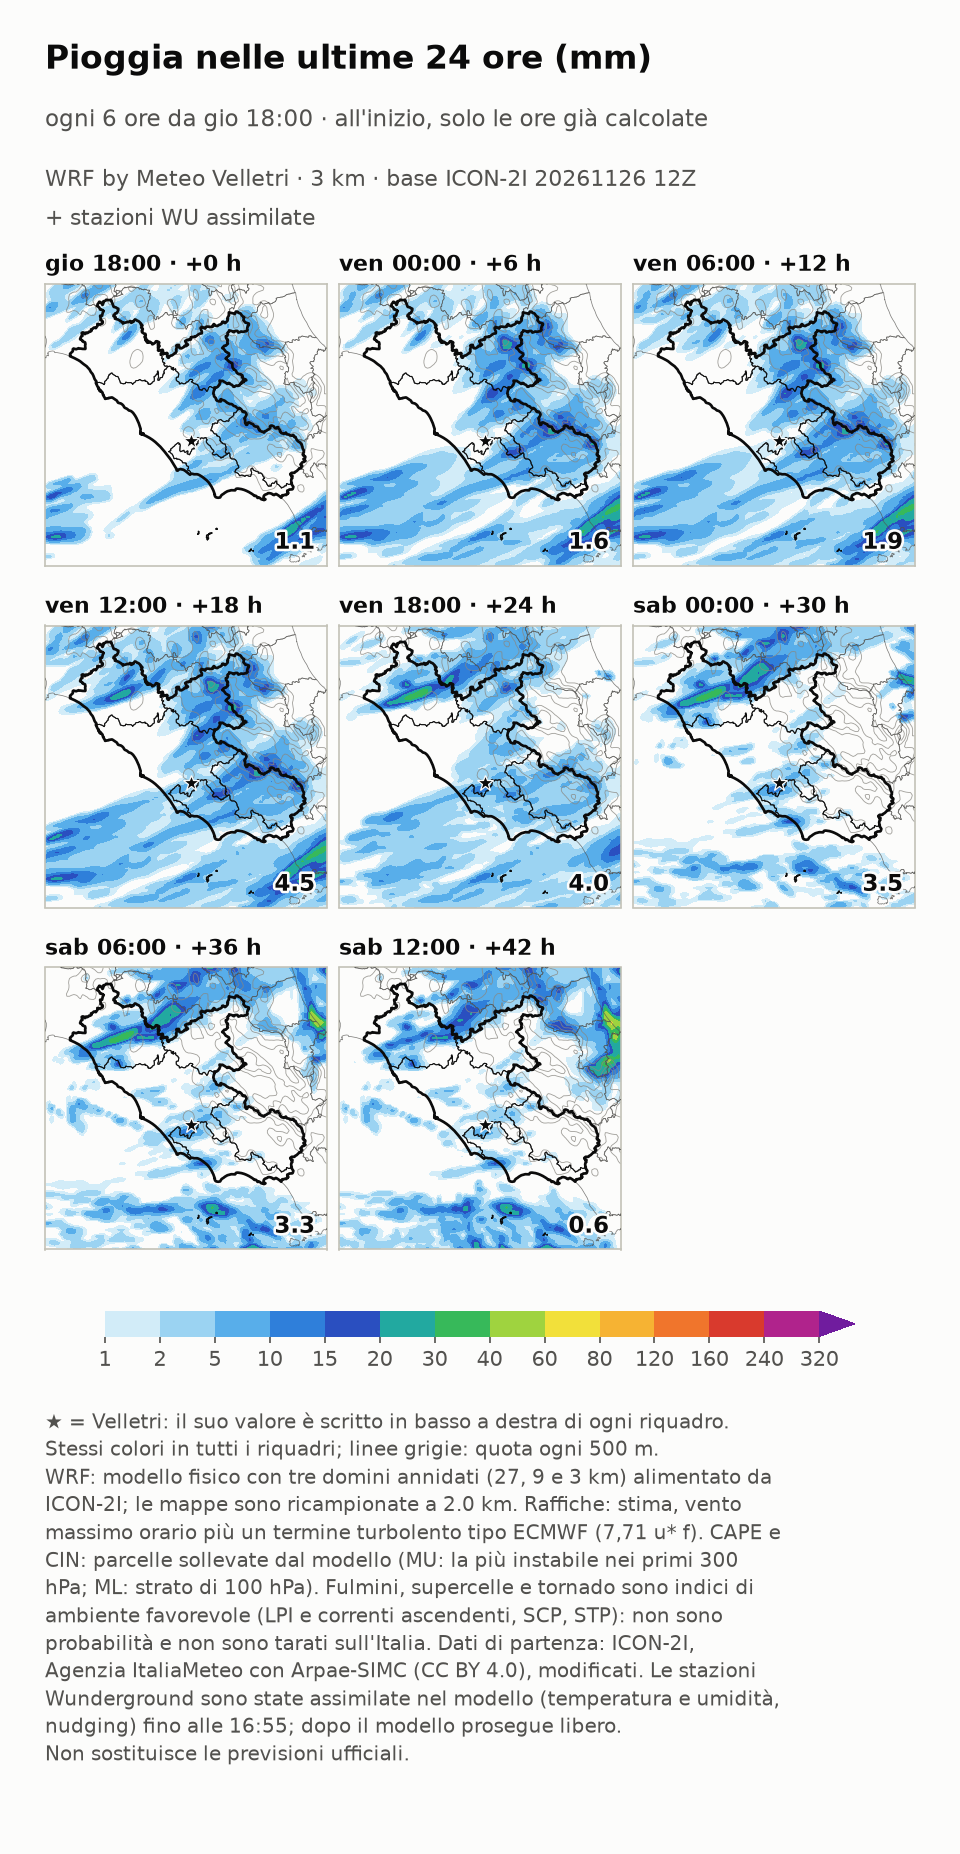 Pioggia nelle ultime 24 ore (mm)
ogni 6 ore da gio 18:00 · all'inizio, solo le ore già calcolate
WRF by Meteo Velletri · 3 km · base ICON-2I 20261126 12Z
+ stazioni WU assimilate
gio 18:00 · +0 h
ven 00:00 · +6 h
ven 06:00 · +12 h
1.1
1.6
1.9
ven 12:00 · +18 h
ven 18:00 · +24 h
sab 00:00 · +30 h
4.5
4.0
3.5
sab 06:00 · +36 h
sab 12:00 · +42 h
3.3
0.6
1 2 5 10 15 20 30 40 60 80 120 160 240 320
★ = Velletri: il suo valore è scritto in basso a destra di ogni riquadro.
Stessi colori in tutti i riquadri; linee grigie: quota ogni 500 m.
WRF: modello fisico con tre domini annidati (27, 9 e 3 km) alimentato da
ICON-2I; le mappe sono ricampionate a 2.0 km. Raffiche: stima, vento
massimo orario più un termine turbolento tipo ECMWF (7,71 u* f). CAPE e
CIN: parcelle sollevate dal modello (MU: la più instabile nei primi 300
hPa; ML: strato di 100 hPa). Fulmini, supercelle e tornado sono indici di
ambiente favorevole (LPI e correnti ascendenti, SCP, STP): non sono
probabilità e non sono tarati sull'Italia. Dati di partenza: ICON-2I,
Agenzia ItaliaMeteo con Arpae-SIMC (CC BY 4.0), modificati. Le stazioni
Wunderground sono state assimilate nel modello (temperatura e umidità,
nudging) fino alle 16:55; dopo il modello prosegue libero.
Non sostituisce le previsioni ufficiali.